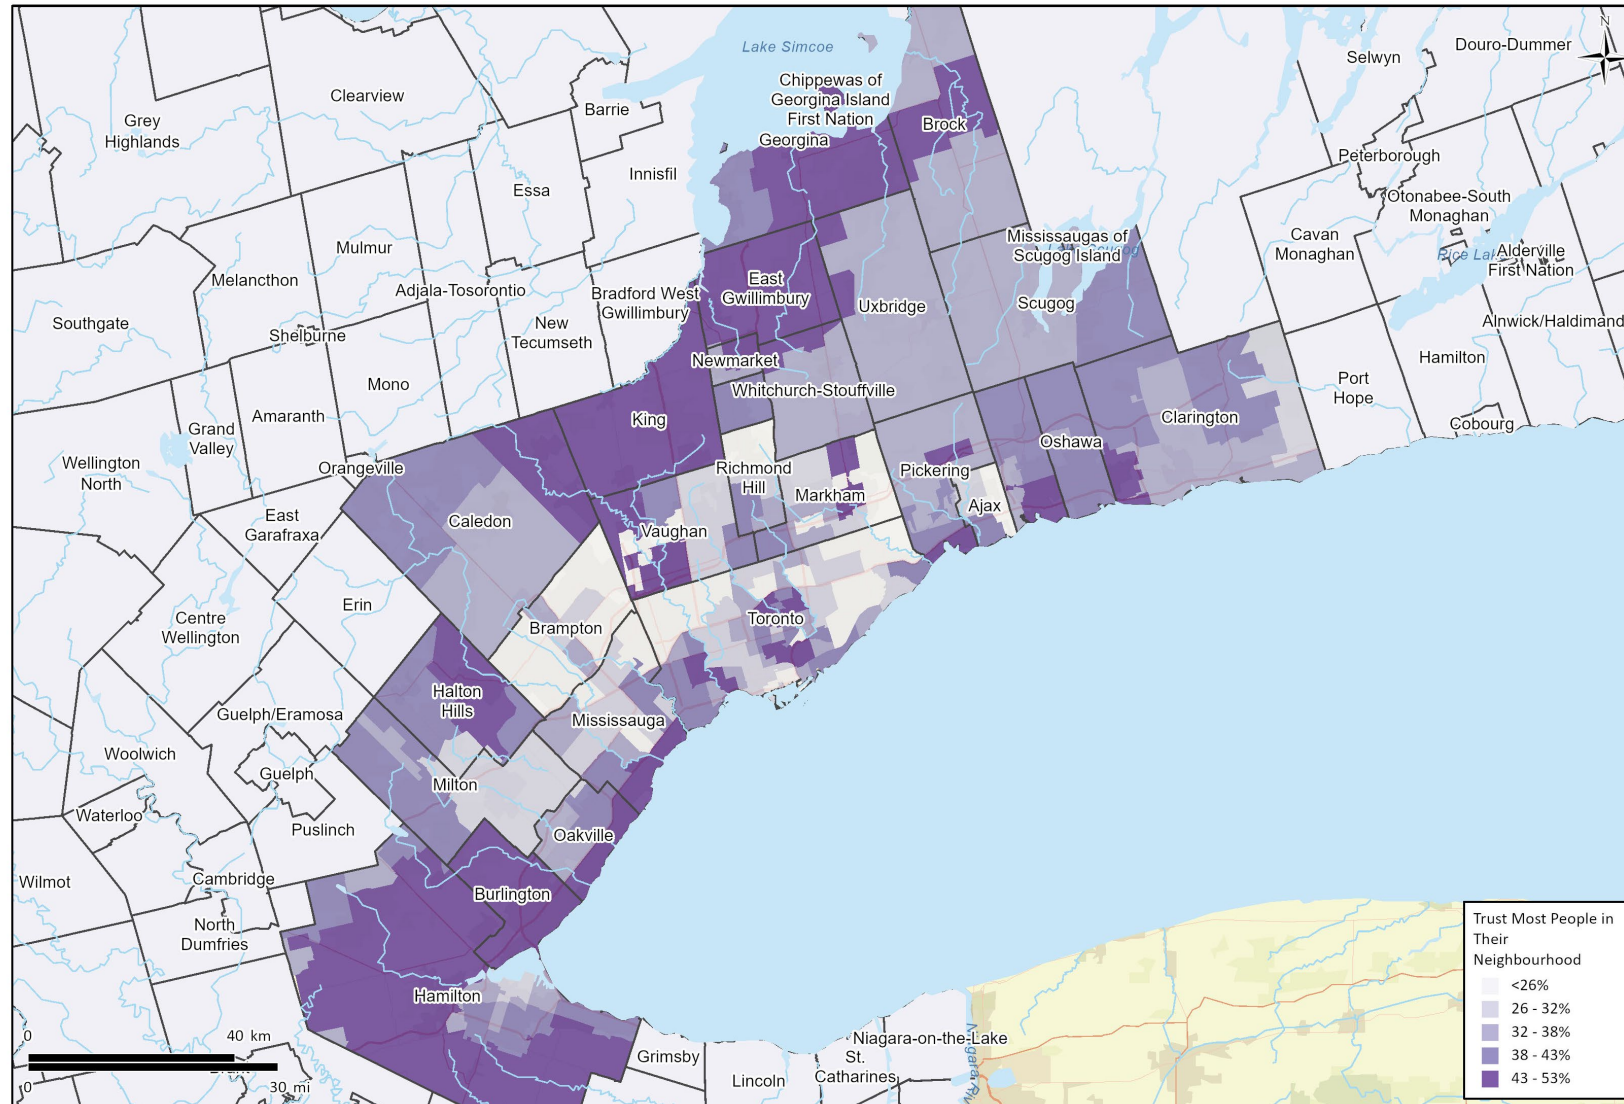 N
Lake Simcoe
Douro-Dummer
Selwyn
Chippewas of
Georgina Island
First Nation
Clearview
Barrie
Grey
Highlands
Brock
Georgina
Peterborough
Innisfil
Essa
Otonabee-South
Monaghan
Mulmur
Mississaugas of
Scugog Island
Cavan
Monaghan
Rice Lake
Alderville
First Nation
Melancthon
Adjala-Tosorontio
Bradford West
Gwillimbury
East
Gwillimbury
Uxbridge
Scugog
Southgate
Shelburne
New
Tecumseth
Alnwick/Haldimand
Newmarket
Hamilton
Mono
Whitchurch-Stouffville
Port
Hope
Amaranth
King
Clarington
Cobourg
Grand
Valley
Oshawa
Wellington
North
Orangeville
Richmond
Hill
Pickering
Markham
Ajax
East
Garafraxa
Caledon
Vaughan
Erin
Centre
Wellington
Brampton
Toronto
Halton
Hills
Guelph/Eramosa
Mississauga
Woolwich
Guelph
Milton
Waterloo
Puslinch
Oakville
Wilmot
Cambridge
Burlington
North
Dumfries
Hamilton
Niagara-on-the-Lake
Grimsby
St.
Catharines
Lincoln
0
40 km
0
30 mi
Trust Most People in
Their
Neighbourhood
<26%
26 - 32%
32 - 38%
38 - 43%
43 - 53%